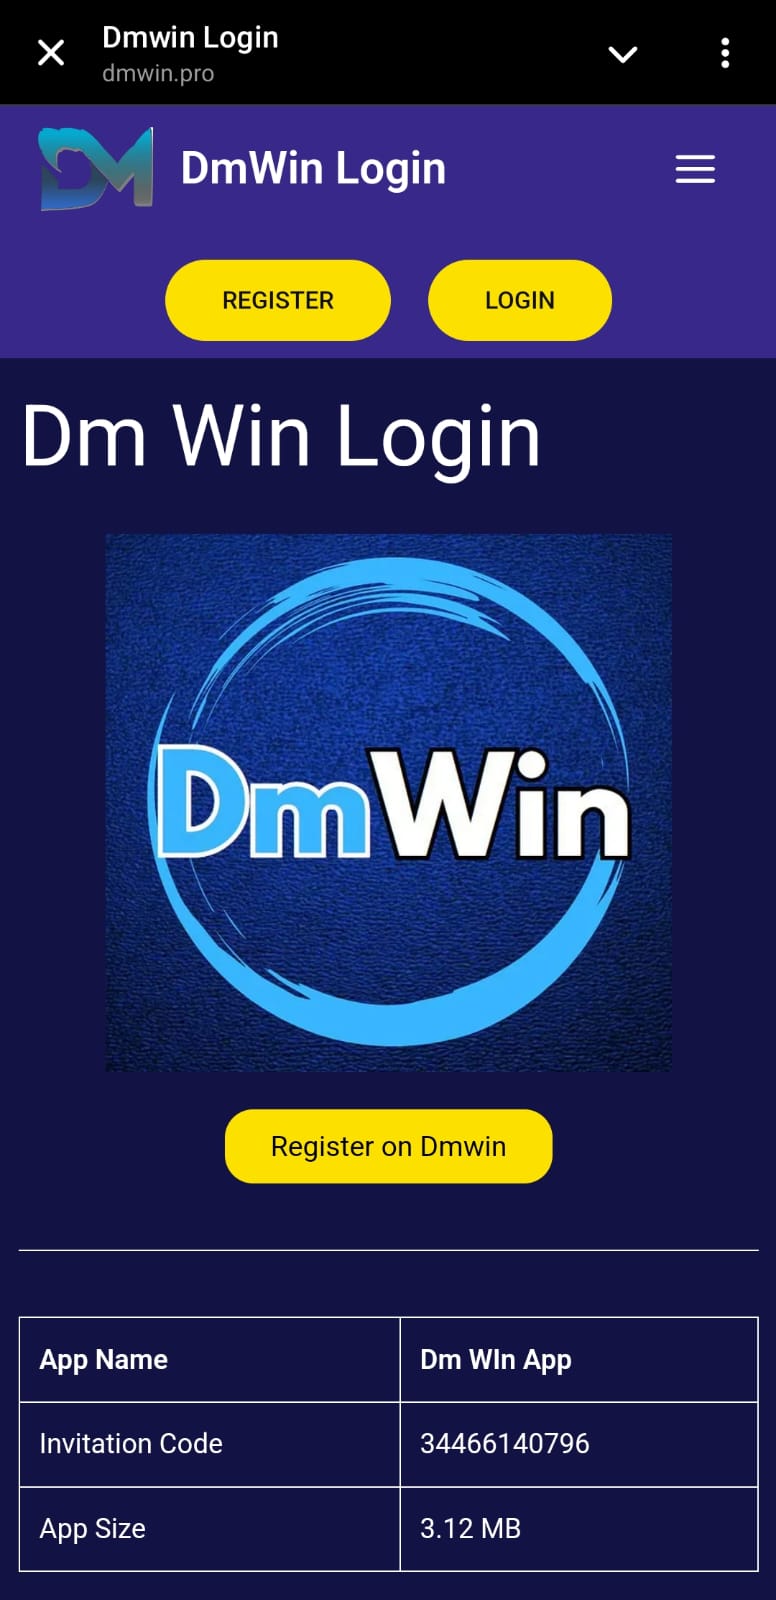 Dmwin Login
dmwin.pro
DM
DmWin Login
REGISTER
LOGIN
Dm Win Login
DmWin
Register on Dmwin
App Name
Dm WIn App
Invitation Code
34466140796
App Size
3.12 MB